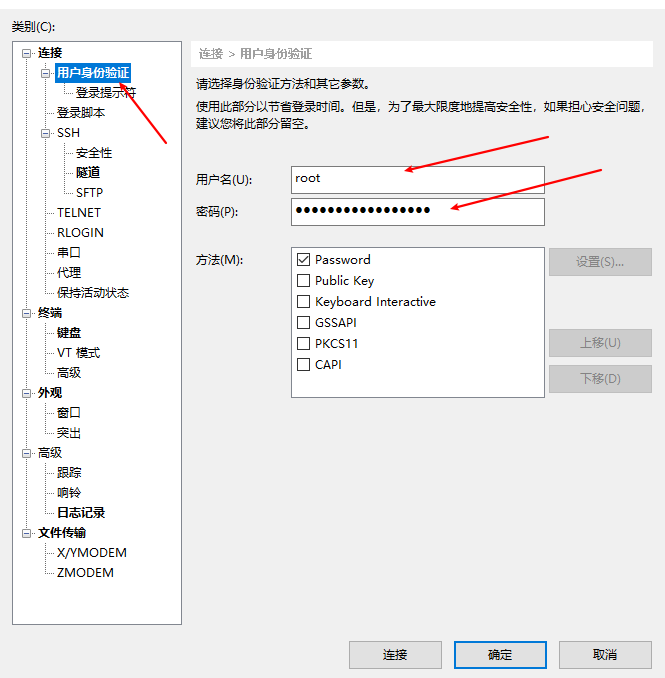 类别(C):
连接
用户身份验证
登录提示符
登录脚本
SSH
安全性
隧道
SFTP
TELNET
RLOGIN
串口
代理
保持活动状态
终端
键盘
VT 模式
高级
外观
窗口
突出
高级
跟踪
响铃
日志记录
文件传输
X/YMODEM
ZMODEM
连接 > 用户身份验证
请选择身份验证方法和其它参数。
使用此部分以节省登录时间。但是，为了最大限度地提高安全性，如果担心安全问题，
建议您将此部分留空。
用户名(U):
root
密码(P):
●●●●●●●●●●●●●●●●●
方法(M):
Password
Public Key
Keyboard Interactive
GSSAPI
PKCS11
CAPI
设置(S)...
上移(U)
下移(D)
连接
确定
取消